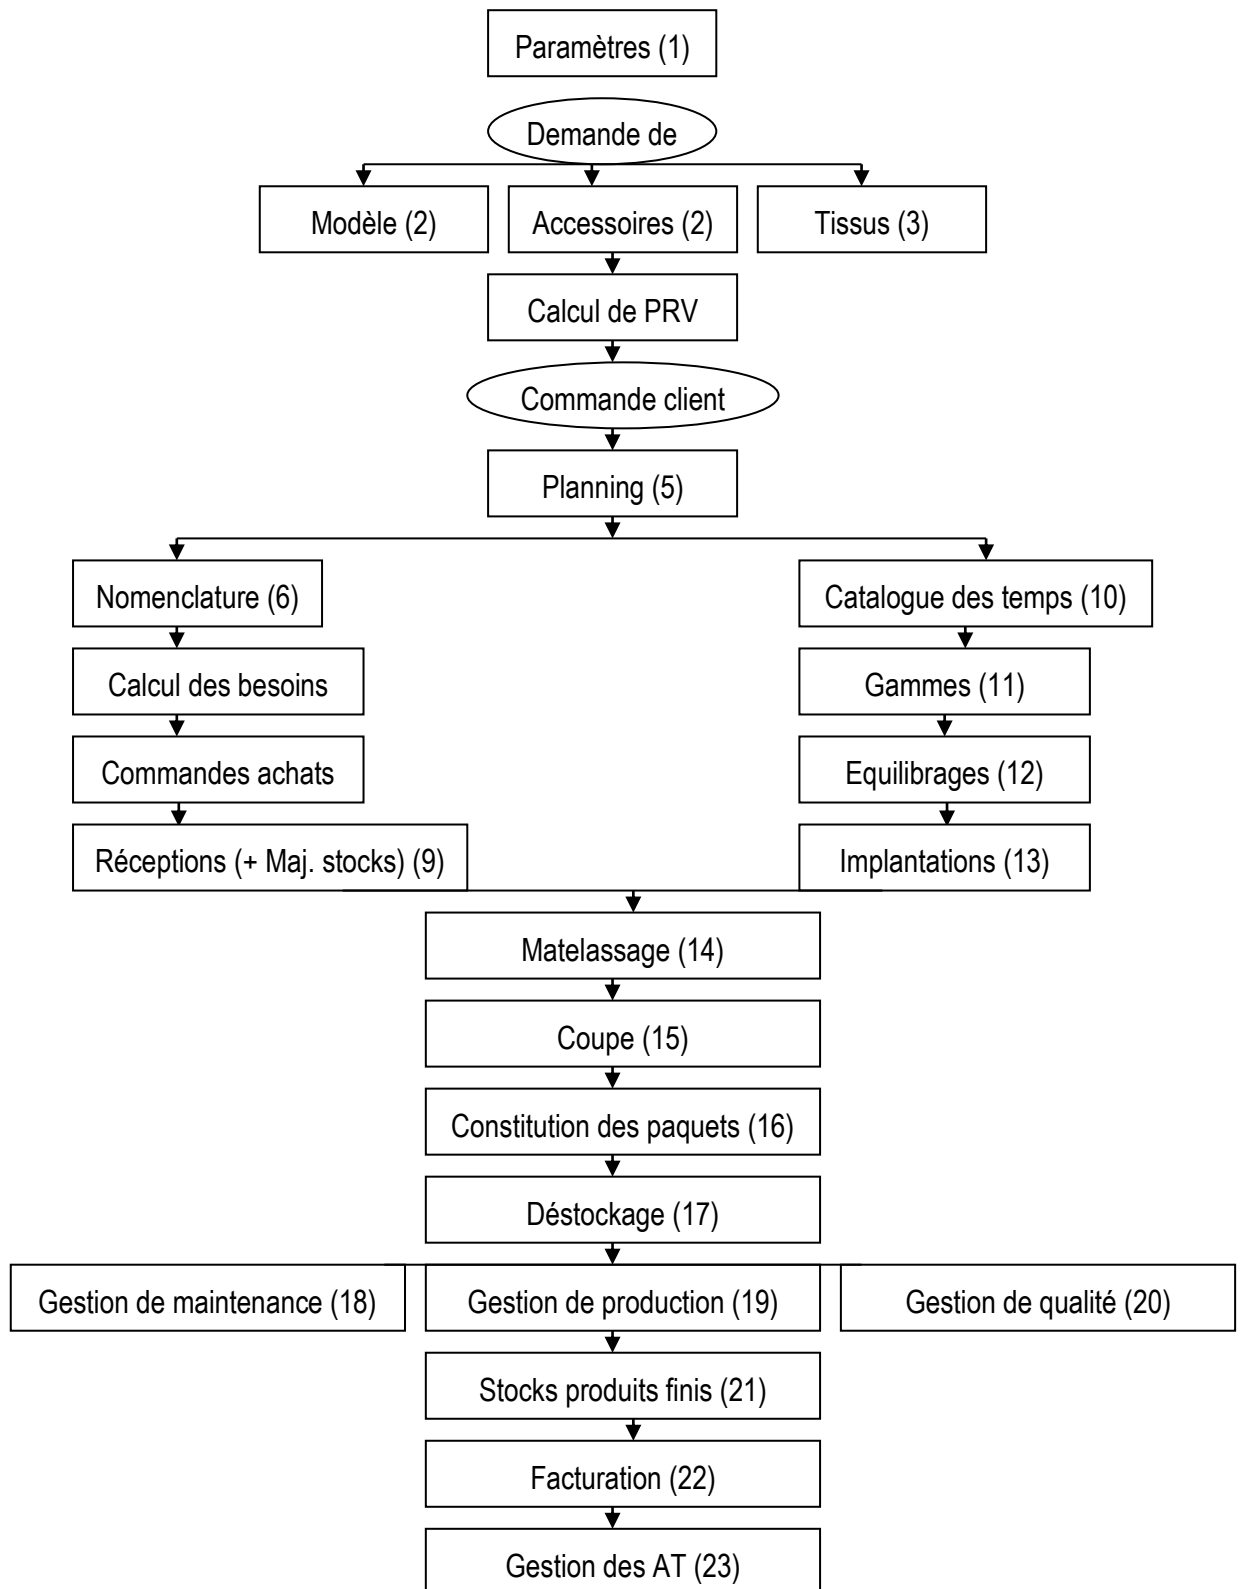 Paramètres (1)
Demande de
Modèle (2)
Accessoires (2)
Tissus (3)
Calcul de PRV
Commande client
Planning (5)
Nomenclature (6)
Catalogue des temps (10)
Calcul des besoins
Gammes (11)
Commandes achats
Equilibrages (12)
Réceptions (+ Maj. stocks) (9)
Implantations (13)
Matelassage (14)
Coupe (15)
Constitution des paquets (16)
Déstockage (17)
Gestion de maintenance (18)
Gestion de production (19)
Gestion de qualité (20)
Stocks produits finis (21)
Facturation (22)
Gestion des AT (23)